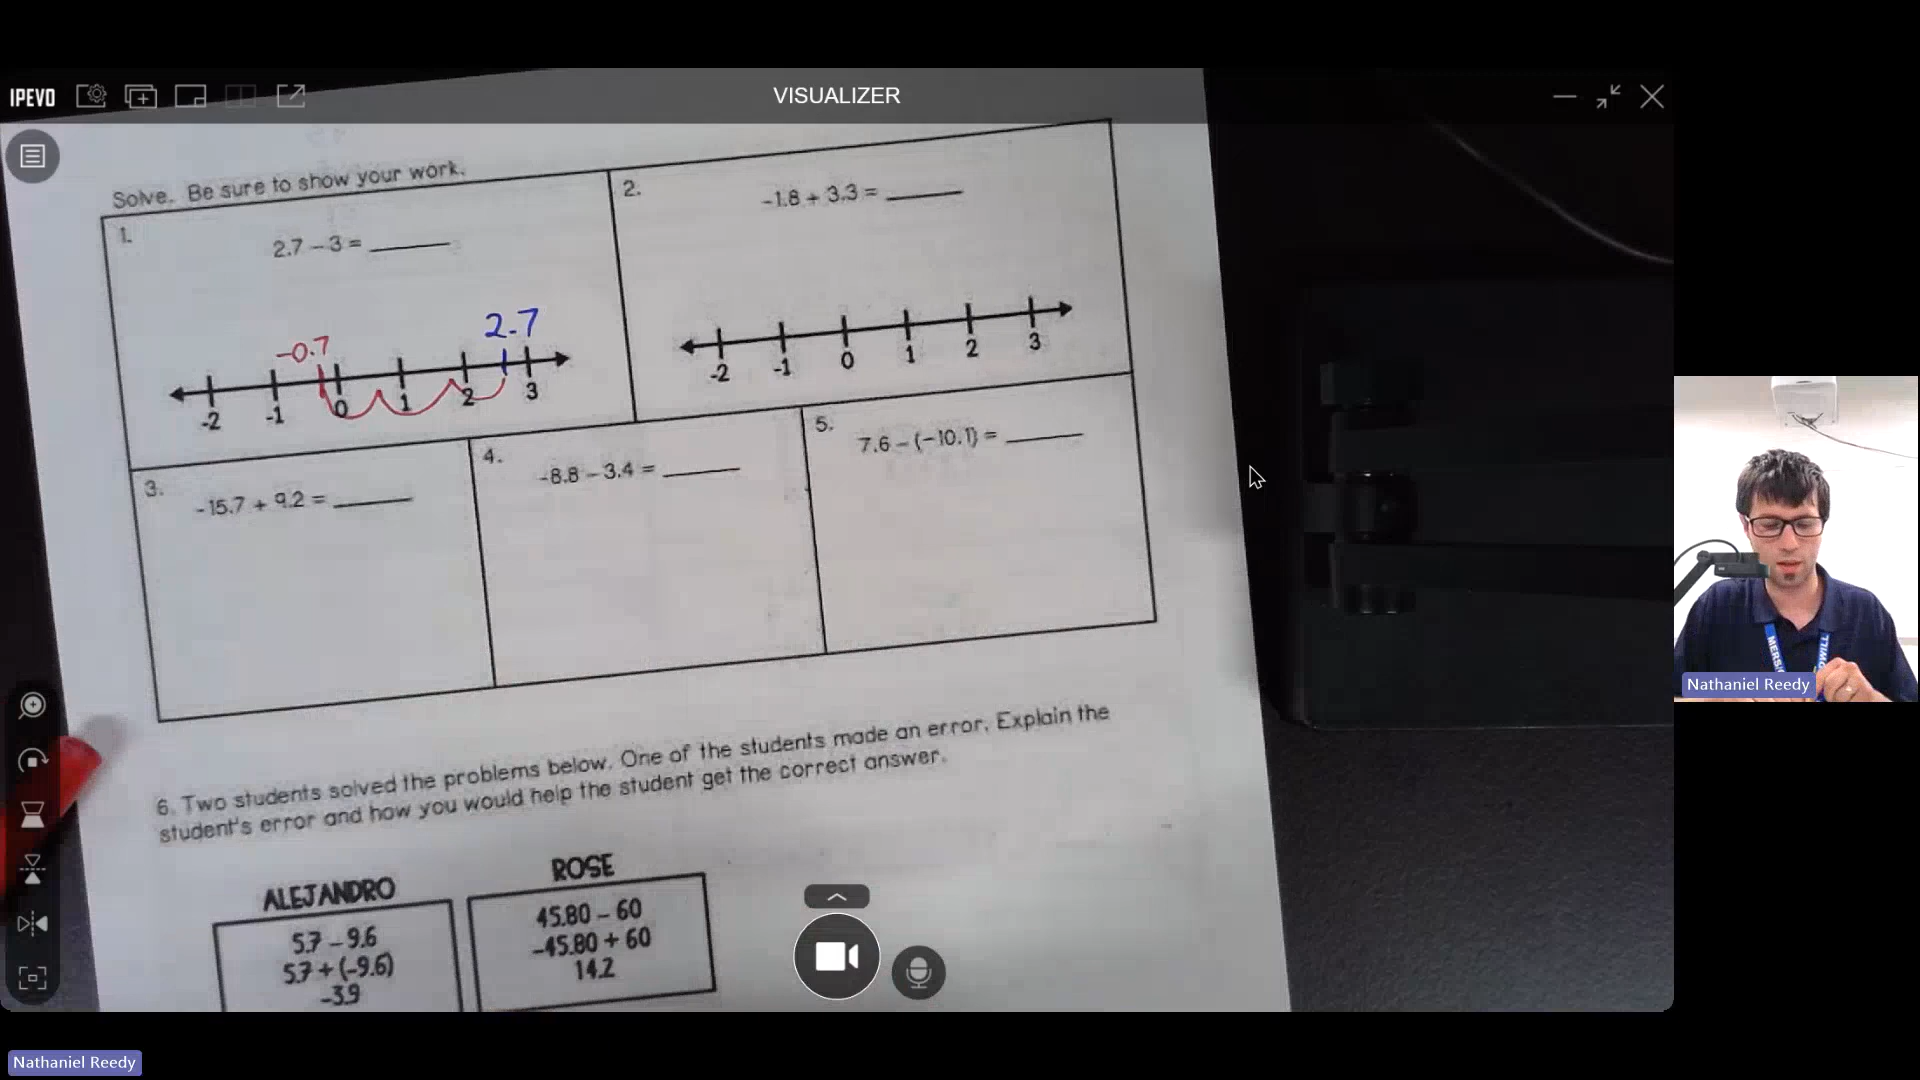 IPEVO
VISUALIZER
Solve. Be sure to show your work.
1.
2.7 – 3 = ______
-0.7
2.7
-2 -1 0 1 2 3
2.
-1.8 + 3.3 = ______
-2 -1 0 1 2 3
3.
-15.7 + 9.2 = ______
4.
-8.8 – 3.4 = ______
5.
7.6 – (-10.1) = ______
6. Two students solved the problems below. One of the students made an error. Explain the
student's error and how you would help the student get the correct answer.
ALEJANDRO
5.7 – 9.6
5.7 + (-9.6)
-3.9
ROSE
45.80 – 60
-45.80 + 60
14.2
Nathaniel Reedy
Nathaniel Reedy